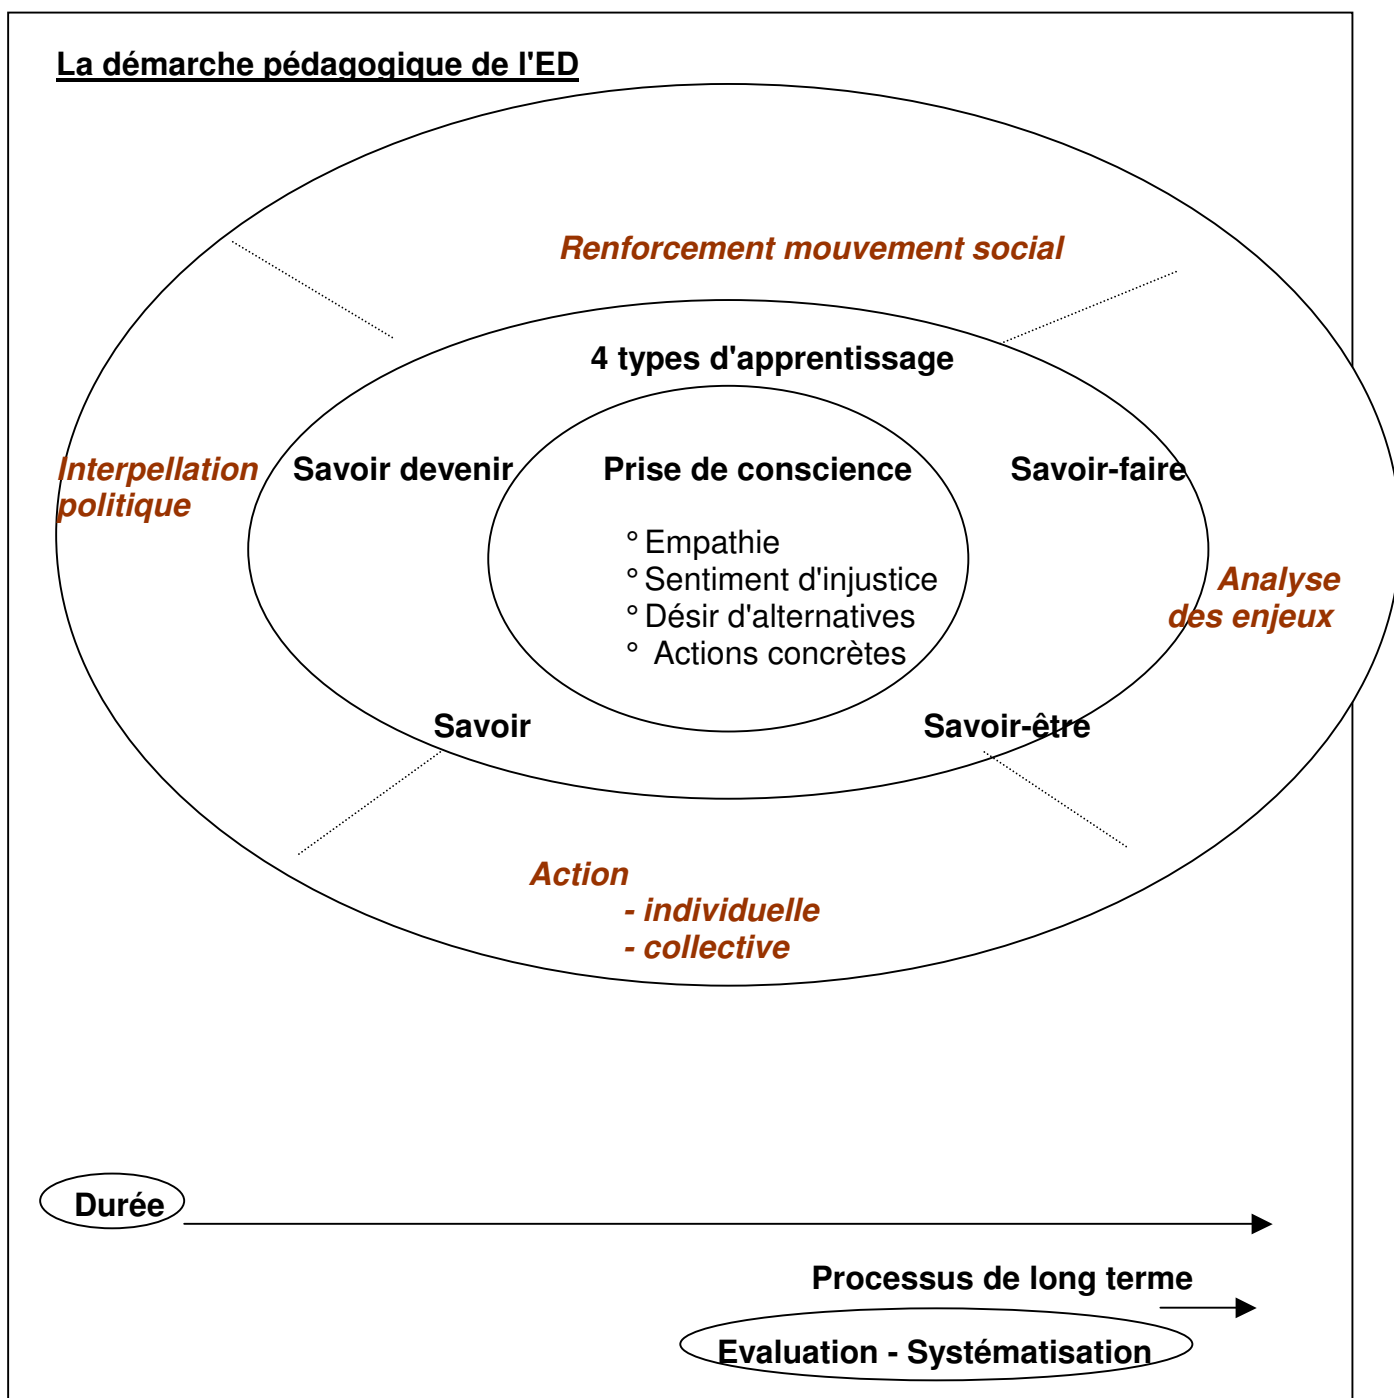 La démarche pédagogique de l'ED
Renforcement mouvement social
4 types d'apprentissage
Interpellation
politique
Savoir devenir
Prise de conscience
Savoir-faire
° Empathie
° Sentiment d'injustice
° Désir d'alternatives
° Actions concrètes
Analyse
des enjeux
Savoir
Savoir-être
Action
- individuelle
- collective
Durée
Processus de long terme
Evaluation - Systématisation